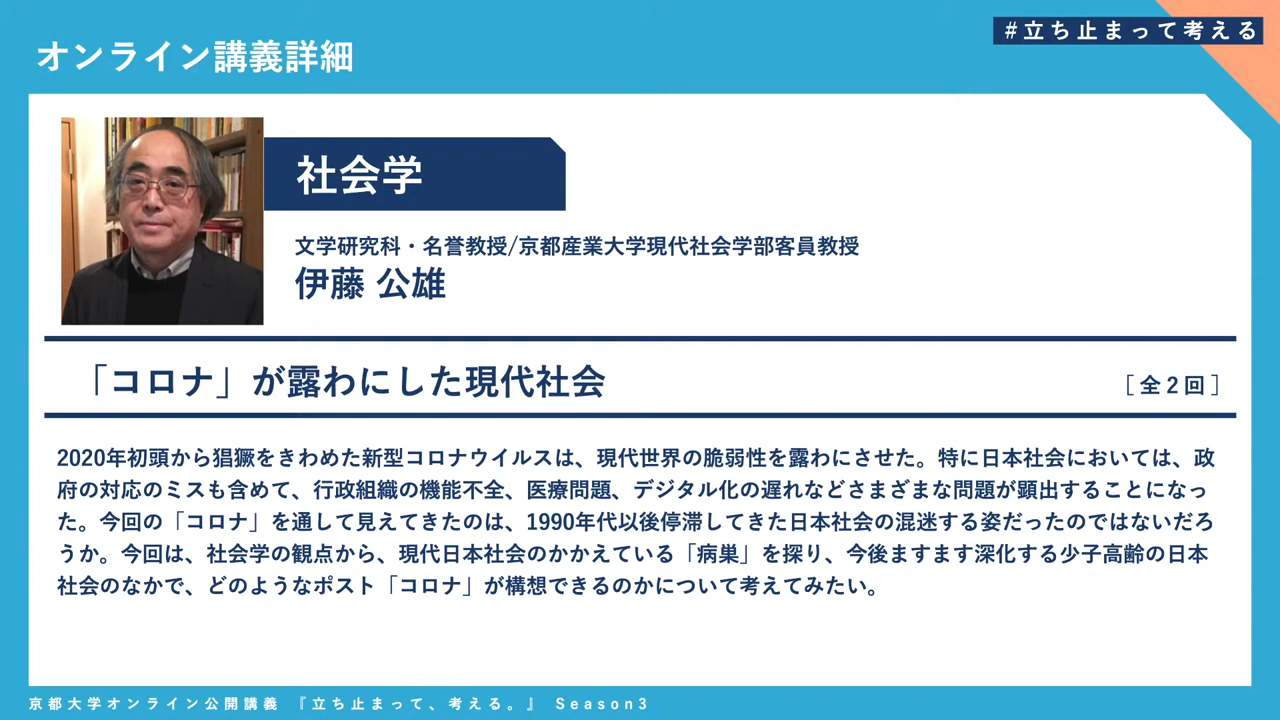 #立ち止まって考える
オンライン講義詳細
社会学
文学研究科・名誉教授/京都産業大学現代社会学部客員教授
伊藤 公雄
「コロナ」が露わにした現代社会
［全2回］
2020年初頭から猖獗をきわめた新型コロナウイルスは、現代世界の脆弱性を露わにさせた。特に日本社会においては、政
府の対応のミスも含めて、行政組織の機能不全、医療問題、デジタル化の遅れなどさまざまな問題が顕出することになっ
た。今回の「コロナ」を通して見えてきたのは、1990年代以後停滞してきた日本社会の混迷する姿だったのではないだろ
うか。今回は、社会学の観点から、現代日本社会のかかえている「病巣」を探り、今後ますます深化する少子高齢の日本
社会のなかで、どのようなポスト「コロナ」が構想できるのかについて考えてみたい。
京都大学オンライン公開講義 『立ち止まって、考える。』 Season3